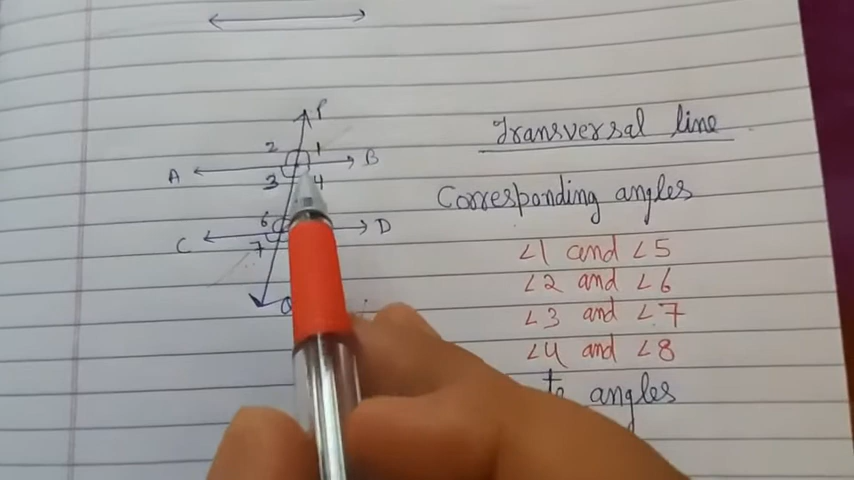 P
2 1
A B
3 4
6 D
C 7
Transversal line
Corresponding angles
∠1 and ∠5
∠2 and ∠6
∠3 and ∠7
∠4 and ∠8
angles